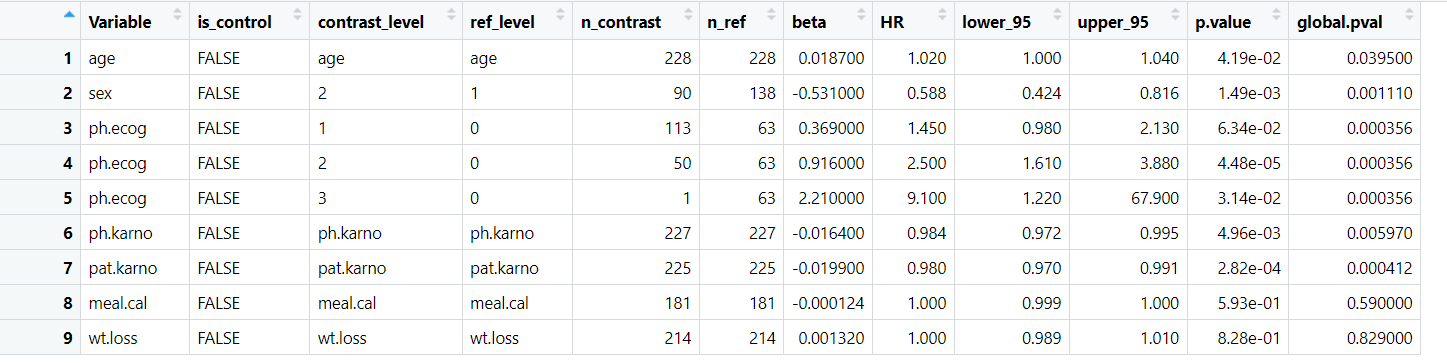 Variable is_control contrast_level ref_level n_contrast n_ref beta HR lower_95 upper_95 p.value global.pval
1 age FALSE age age 228 228 0.018700 1.020 1.000 1.040 4.19e-02 0.039500
2 sex FALSE 2 1 90 138 -0.531000 0.588 0.424 0.816 1.49e-03 0.001110
3 ph.ecog FALSE 1 0 113 63 0.369000 1.450 0.980 2.130 6.34e-02 0.000356
4 ph.ecog FALSE 2 0 50 63 0.916000 2.500 1.610 3.880 4.48e-05 0.000356
5 ph.ecog FALSE 3 0 1 63 2.210000 9.100 1.220 67.900 3.14e-02 0.000356
6 ph.karno FALSE ph.karno ph.karno 227 227 -0.016400 0.984 0.972 0.995 4.96e-03 0.005970
7 pat.karno FALSE pat.karno pat.karno 225 225 -0.019900 0.980 0.970 0.991 2.82e-04 0.000412
8 meal.cal FALSE meal.cal meal.cal 181 181 -0.000124 1.000 0.999 1.000 5.93e-01 0.590000
9 wt.loss FALSE wt.loss wt.loss 214 214 0.001320 1.000 0.989 1.010 8.28e-01 0.829000